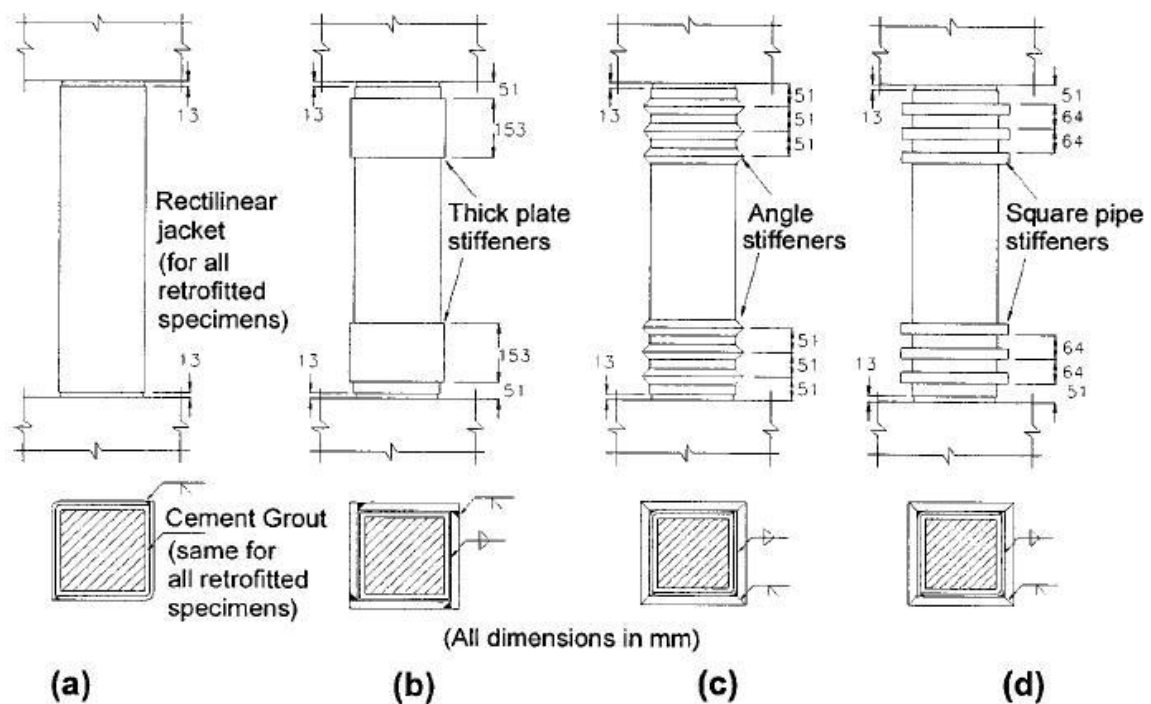 13
51
13
153
13
51
51
51
13
51
64
64
Rectilinear
jacket
(for all
retrofitted
specimens)
Thick plate
stiffeners
Angle
stiffeners
Square pipe
stiffeners
13
13
153
51
13
51
51
51
13
64
64
51
Cement Grout
(same for
all retrofitted
specimens)
(All dimensions in mm)
(a)
(b)
(c)
(d)